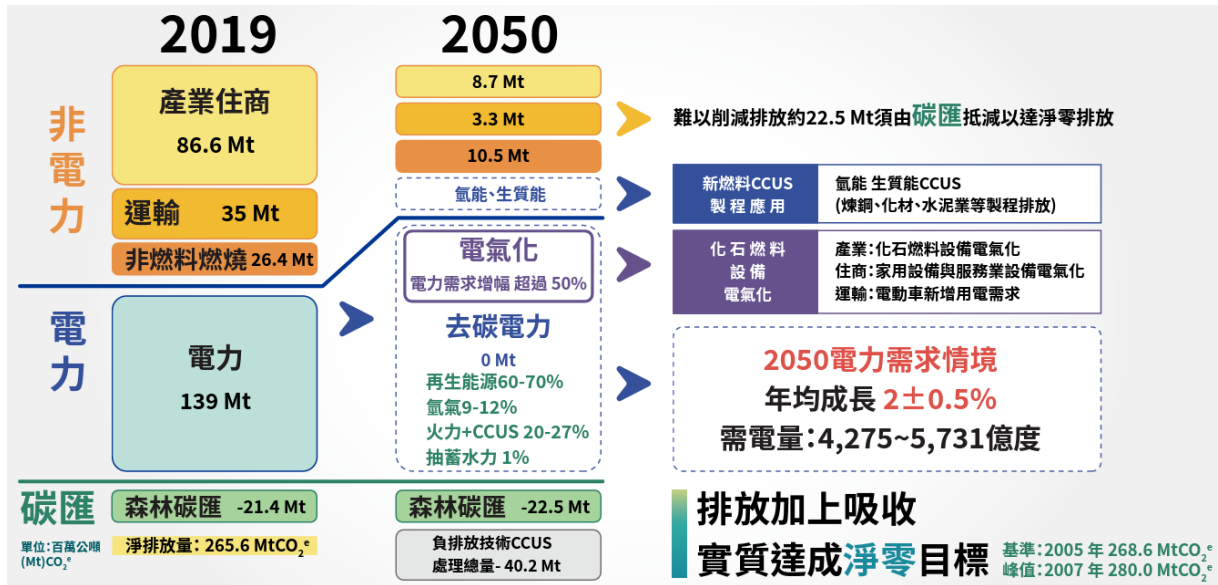 2019
2050
非電力
產業住商
86.6 Mt
運輸 35 Mt
非燃料燃燒 26.4 Mt
8.7 Mt
3.3 Mt
10.5 Mt
氫能、生質能
難以削減排放約22.5 Mt須由碳匯抵減以達淨零排放
新燃料CCUS
製程應用
氫能 生質能CCUS
(煉鋼、化材、水泥業等製程排放)
電力
電力
139 Mt
電氣化
電力需求增幅 超過 50%
去碳電力
0 Mt
再生能源60-70%
氫氣9-12%
火力+CCUS 20-27%
抽蓄水力 1%
化石燃料
設備
電氣化
產業：化石燃料設備電氣化
住商：家用設備與服務業設備電氣化
運輸：電動車新增用電需求
2050電力需求情境
年均成長 2±0.5%
需電量：4,275~5,731億度
碳匯
單位：百萬公噸
(Mt)CO₂ᵉ
森林碳匯 -21.4 Mt
淨排放量： 265.6 MtCO₂ᵉ
森林碳匯 -22.5 Mt
負排放技術CCUS
處理總量- 40.2 Mt
排放加上吸收
實質達成淨零目標
基準：2005 年 268.6 MtCO₂ᵉ
峰值：2007 年 280.0 MtCO₂ᵉ